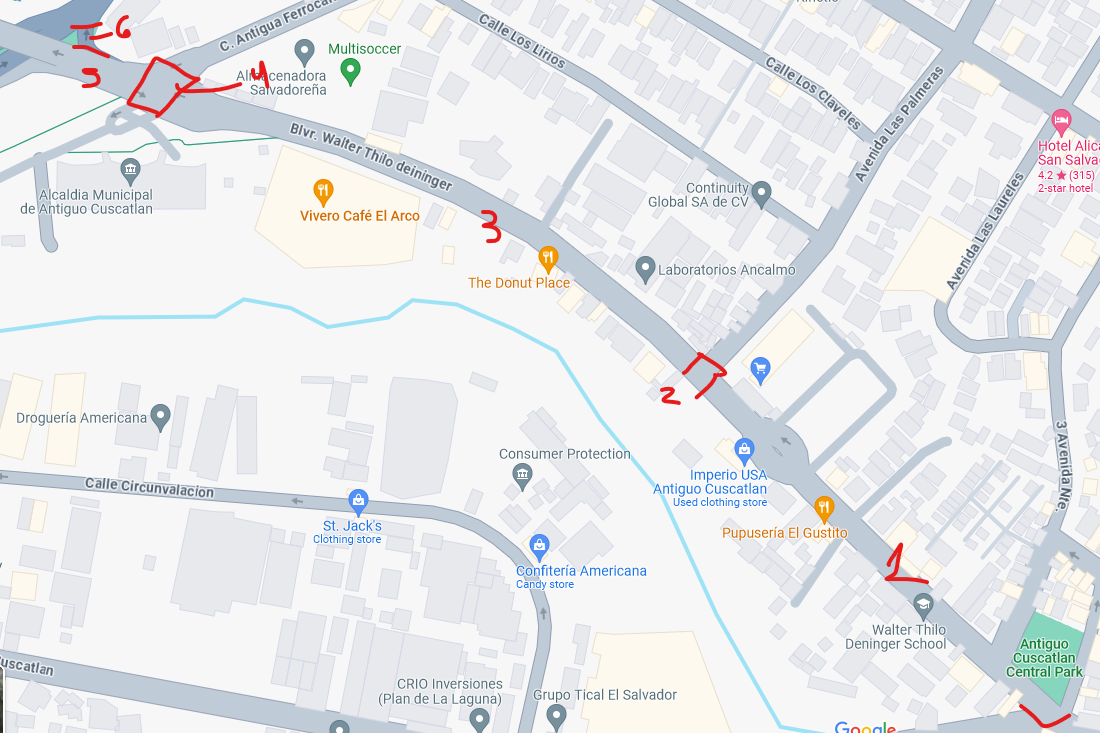 6
Kinetic
C. Antigua Ferrocar
Calle Los Lirios
Multisoccer
5
4
Almacenadora
Salvadoreña
Calle Los Claveles
Avenida Las Palmeras
Hotel Alic
San Salva
4.2 ★ (315)
2-star hotel
Blvr. Walter Thilo deininger
Alcaldia Municipal
de Antiguo Cuscatlan
Vivero Café El Arco
3
Continuity
Global SA de CV
Avenida Las Laureles
The Donut Place
Laboratorios Ancalmo
2
Droguería Americana
Consumer Protection
Imperio USA
Antiguo Cuscatlan
Used clothing store
3 Avenida Nte.
Calle Circunvalacion
St. Jack's
Clothing store
Pupusería El Gustito
1
Confitería Americana
Candy store
Walter Thilo
Deninger School
Antiguo
Cuscatlan
Central Park
uscatlan
CRIO Inversiones
(Plan de La Laguna)
Grupo Tical El Salvador
Google